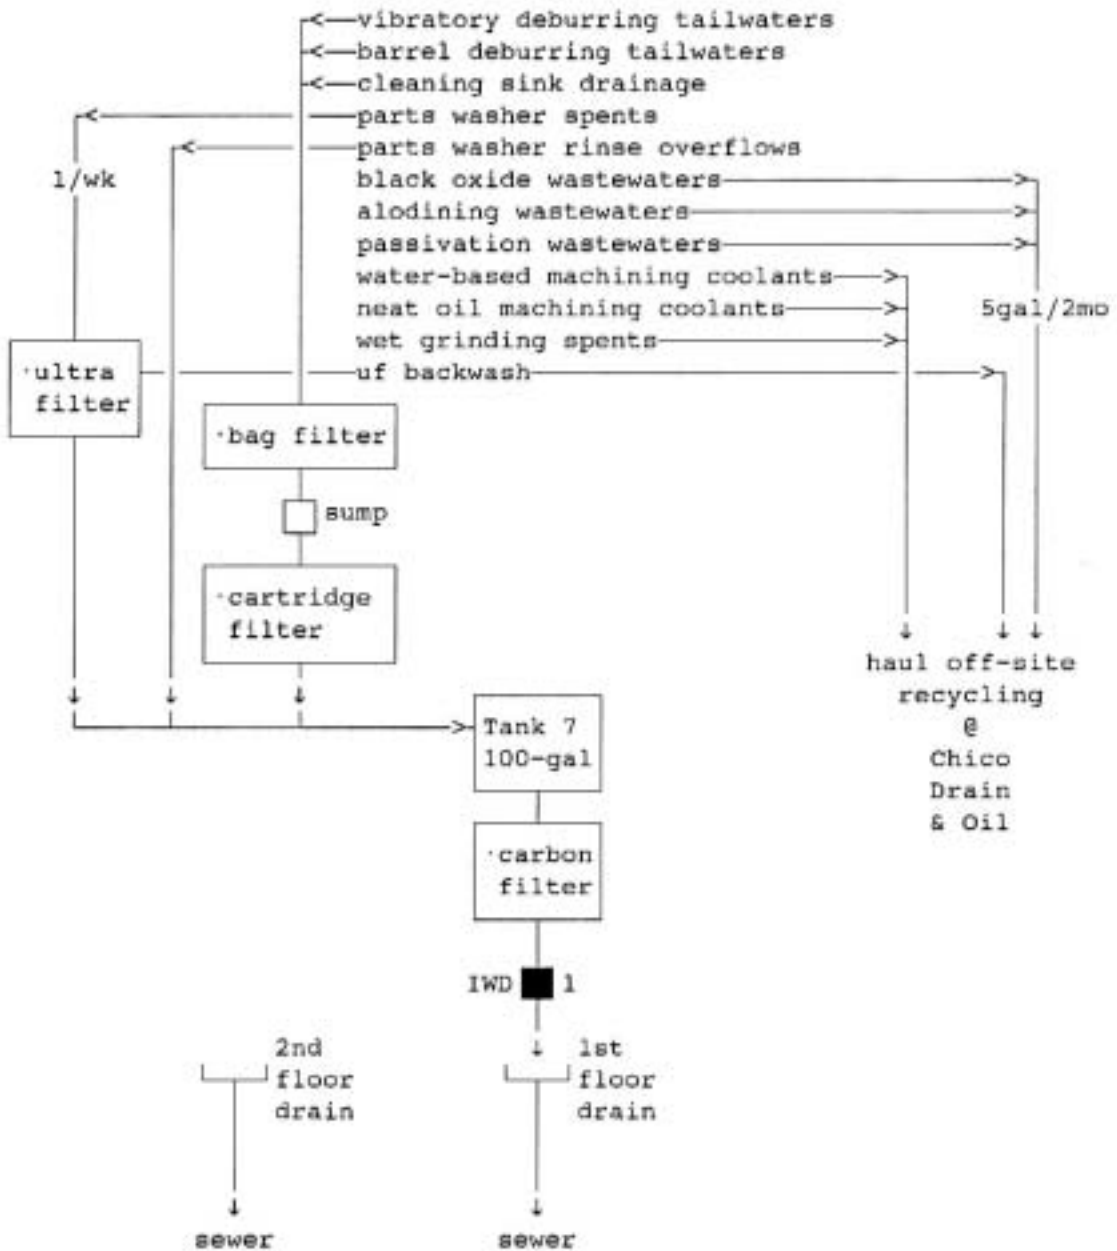 vibratory deburring tailwaters
barrel deburring tailwaters
cleaning sink drainage
parts washer spents
parts washer rinse overflows
1/wk
black oxide wastewaters
alodining wastewaters
passivation wastewaters
water-based machining coolants
neat oil machining coolants
5gal/2mo
wet grinding spents
·ultra
filter
uf backwash
·bag filter
sump
·cartridge
filter
haul off-site
recycling
@
Chico
Drain
& Oil
Tank 7
100-gal
·carbon
filter
IWD 1
2nd
floor
drain
1st
floor
drain
sewer
sewer